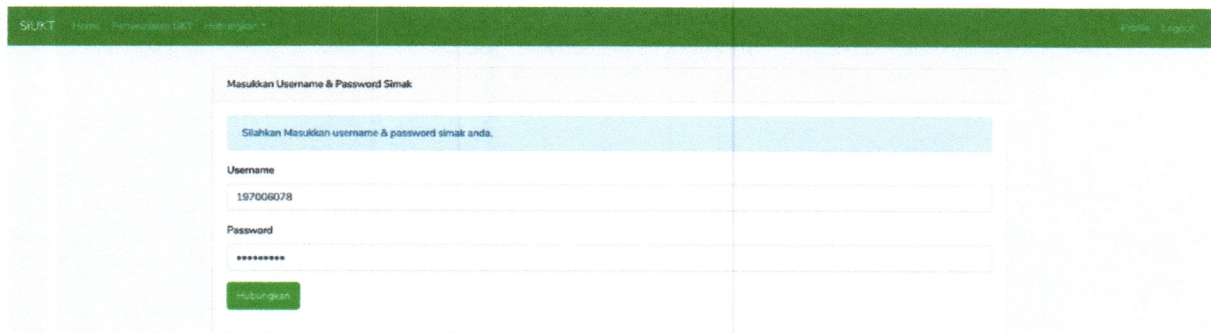 SiUKT Home Penyesuaian UKT Hubungkan Profile Logout
Masukkan Username & Password Simak
Silahkan Masukkan username & password simak anda.
Username
197006078
Password
•••••••••
Hubungkan